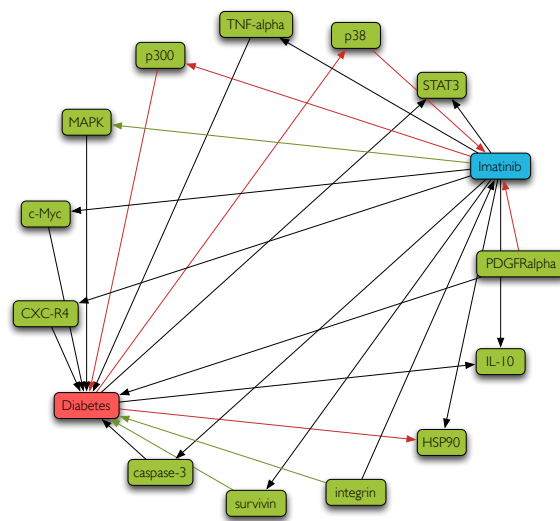 TNF-alpha
p38
p300
STAT3
MAPK
Imatinib
c-Myc
PDGFRalpha
CXC-R4
IL-10
Diabetes
HSP90
caspase-3
integrin
survivin